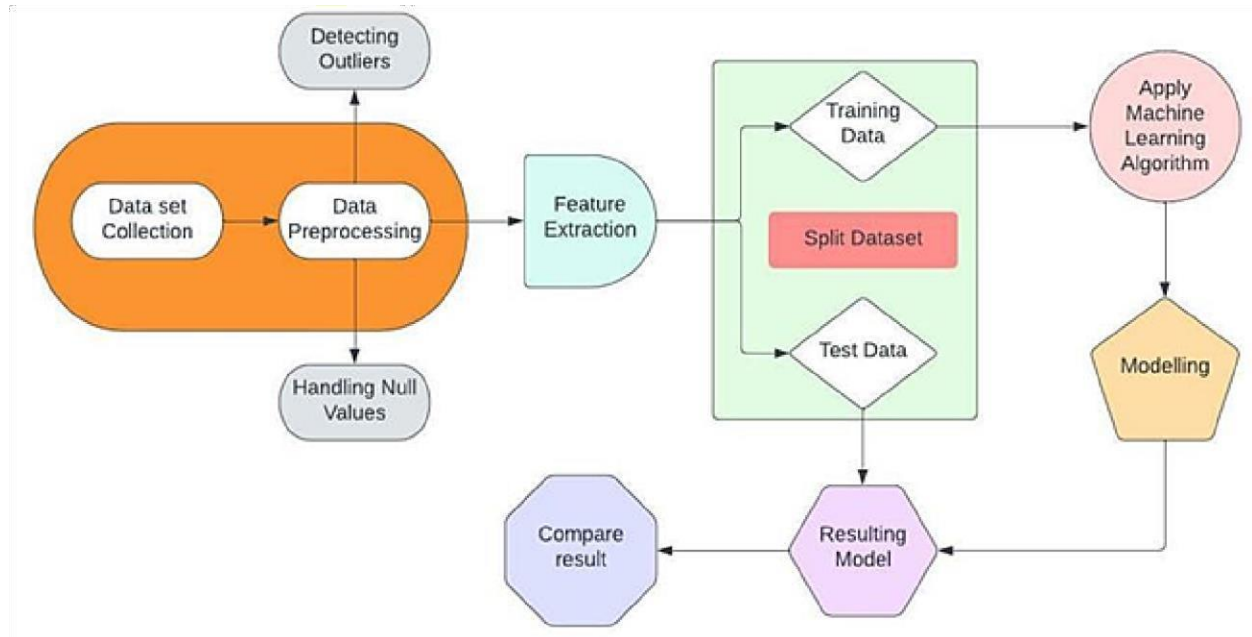 Detecting
Outliers
Data set
Collection
Data
Preprocessing
Handling Null
Values
Feature
Extraction
Training
Data
Split Dataset
Test Data
Apply
Machine
Learning
Algorithm
Modelling
Resulting
Model
Compare
result